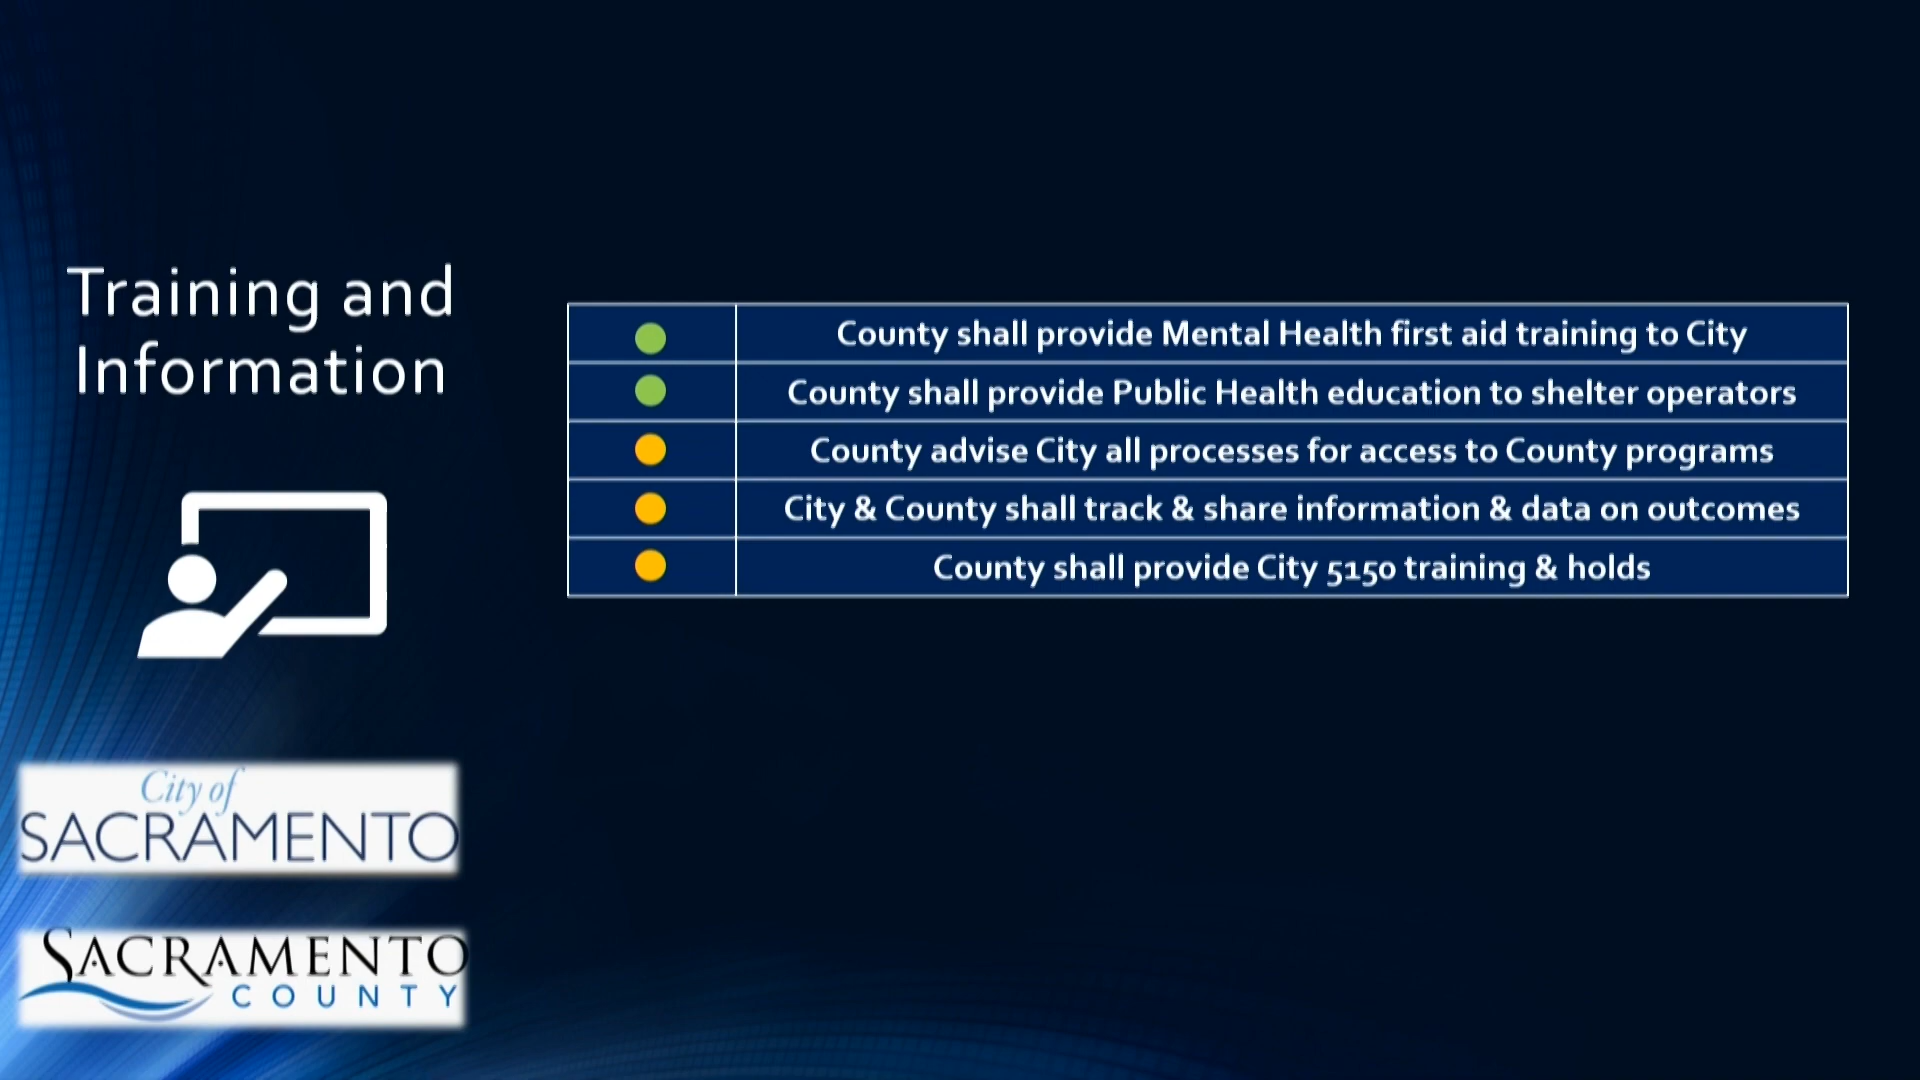 Training and
Information
County shall provide Mental Health first aid training to City
County shall provide Public Health education to shelter operators
County advise City all processes for access to County programs
City & County shall track & share information & data on outcomes
County shall provide City 5150 training & holds
City of
SACRAMENTO
SACRAMENTO
COUNTY